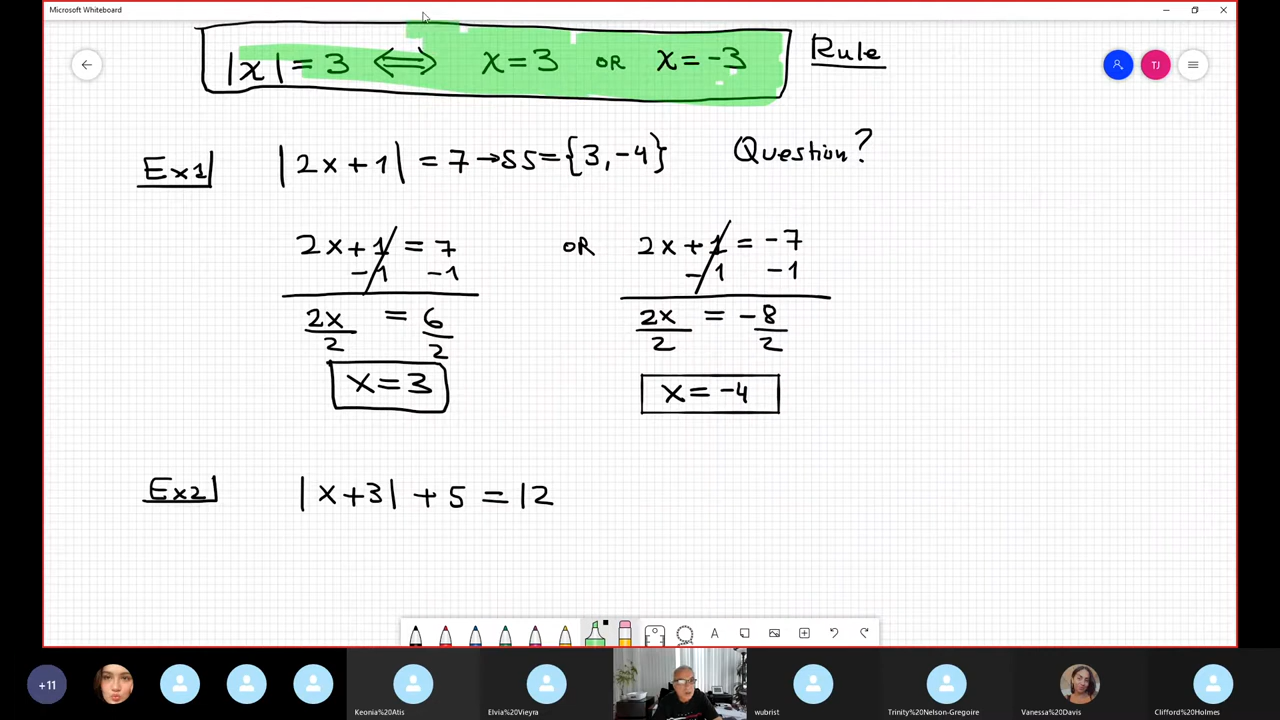 Microsoft Whiteboard
|x| = 3 ⟺ x = 3 OR x = -3 Rule
TJ
Ex1 |2x+1| = 7 → SS = {3, -4} Question?
2x + 1 = 7 OR 2x + 1 = -7
-1 -1 -1 -1
2x = 6 2x = -8
2 2 2 2
x = 3 x = -4
Ex2 |x+3| + 5 = 12
A
+11
Keonia%20Atis Elvia%20Vieyra wubrist Trinity%20Nelson-Gregoire Vanessa%20Davis Clifford%20Holmes